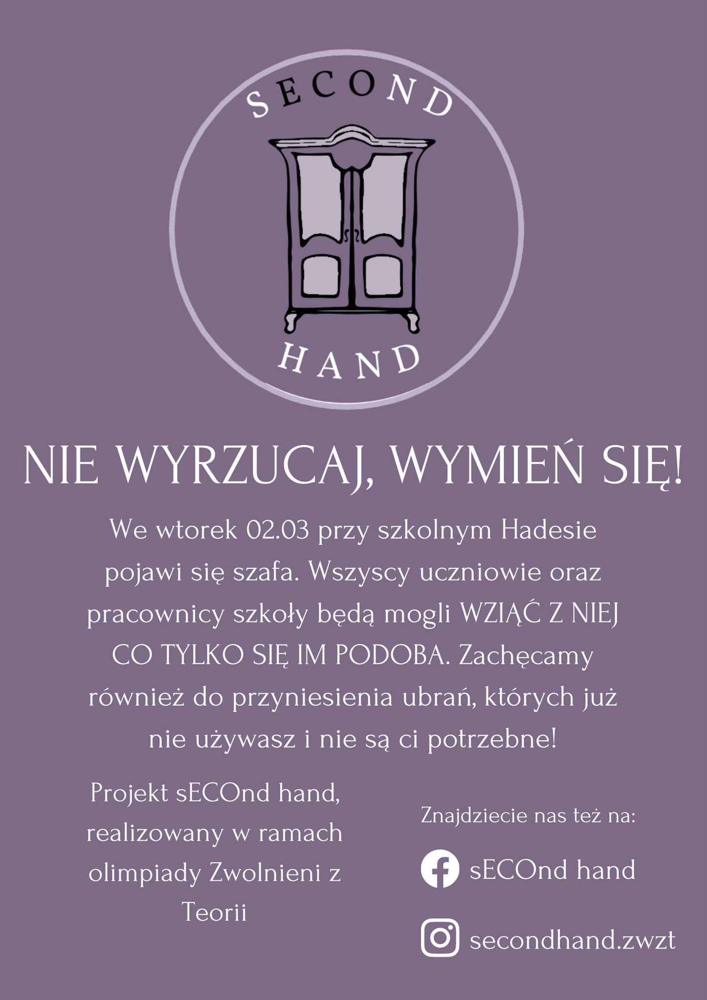 SECOND
HAND
NIE WYRZUCAJ, WYMIEŃ SIĘ!
We wtorek 02.03 przy szkolnym Hadesie
pojawi się szafa. Wszyscy uczniowie oraz
pracownicy szkoły będą mogli WZIĄĆ Z NIEJ
CO TYLKO SIĘ IM PODOBA. Zachęcamy
również do przyniesienia ubrań, których już
nie używasz i nie są ci potrzebne!
Projekt sECOnd hand,
realizowany w ramach
olimpiady Zwolnieni z
Teorii
Znajdziecie nas też na:
sECOnd hand
secondhand.zwzt